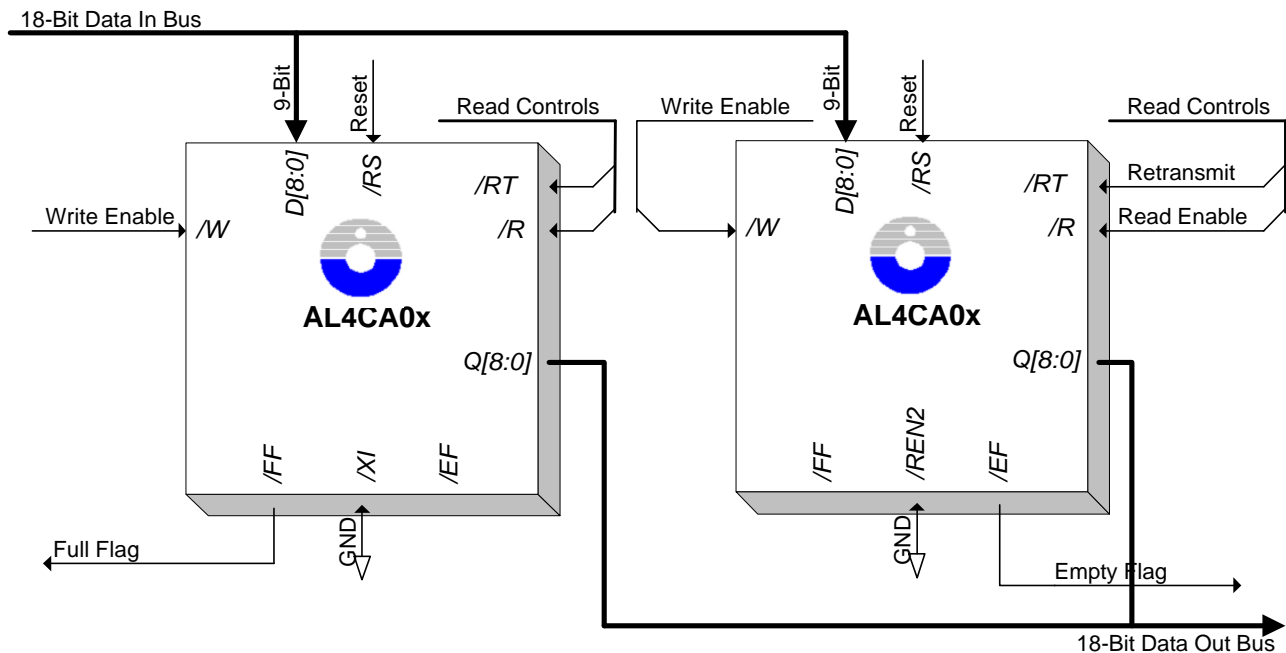 18-Bit Data In Bus
9-Bit
Reset
Read Controls
Write Enable
9-Bit
Reset
Read Controls
D[8:0]
/RS
/RT
D[8:0]
/RS
/RT
Retransmit
Write Enable
/W
/R
/W
/R
Read Enable
AL4CA0x
AL4CA0x
Q[8:0]
Q[8:0]
/FF
/XI
/EF
/FF
/REN2
/EF
Full Flag
GND
GND
Empty Flag
18-Bit Data Out Bus